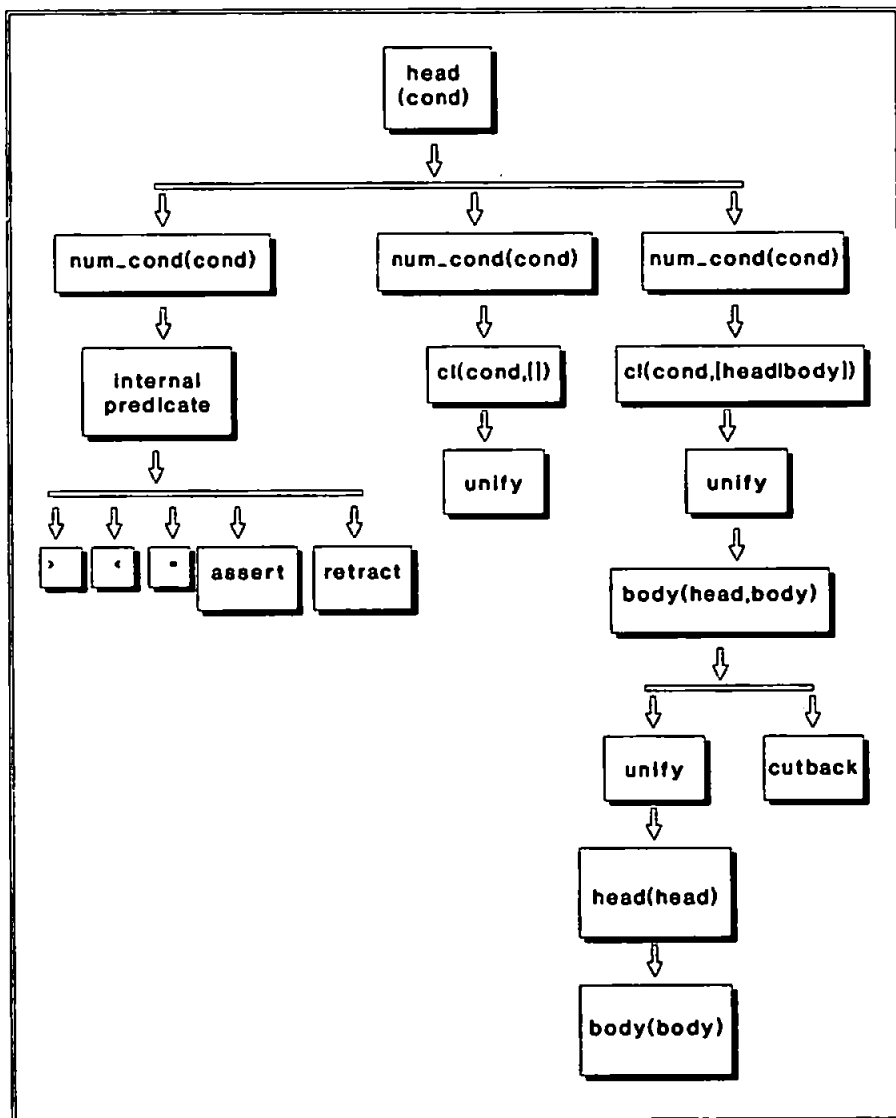 head
(cond)
num_cond(cond)
num_cond(cond)
num_cond(cond)
internal
predicate
cl(cond,[])
cl(cond,[head|body])
unify
unify
> < = assert retract
body(head,body)
unify
cutback
head(head)
body(body)